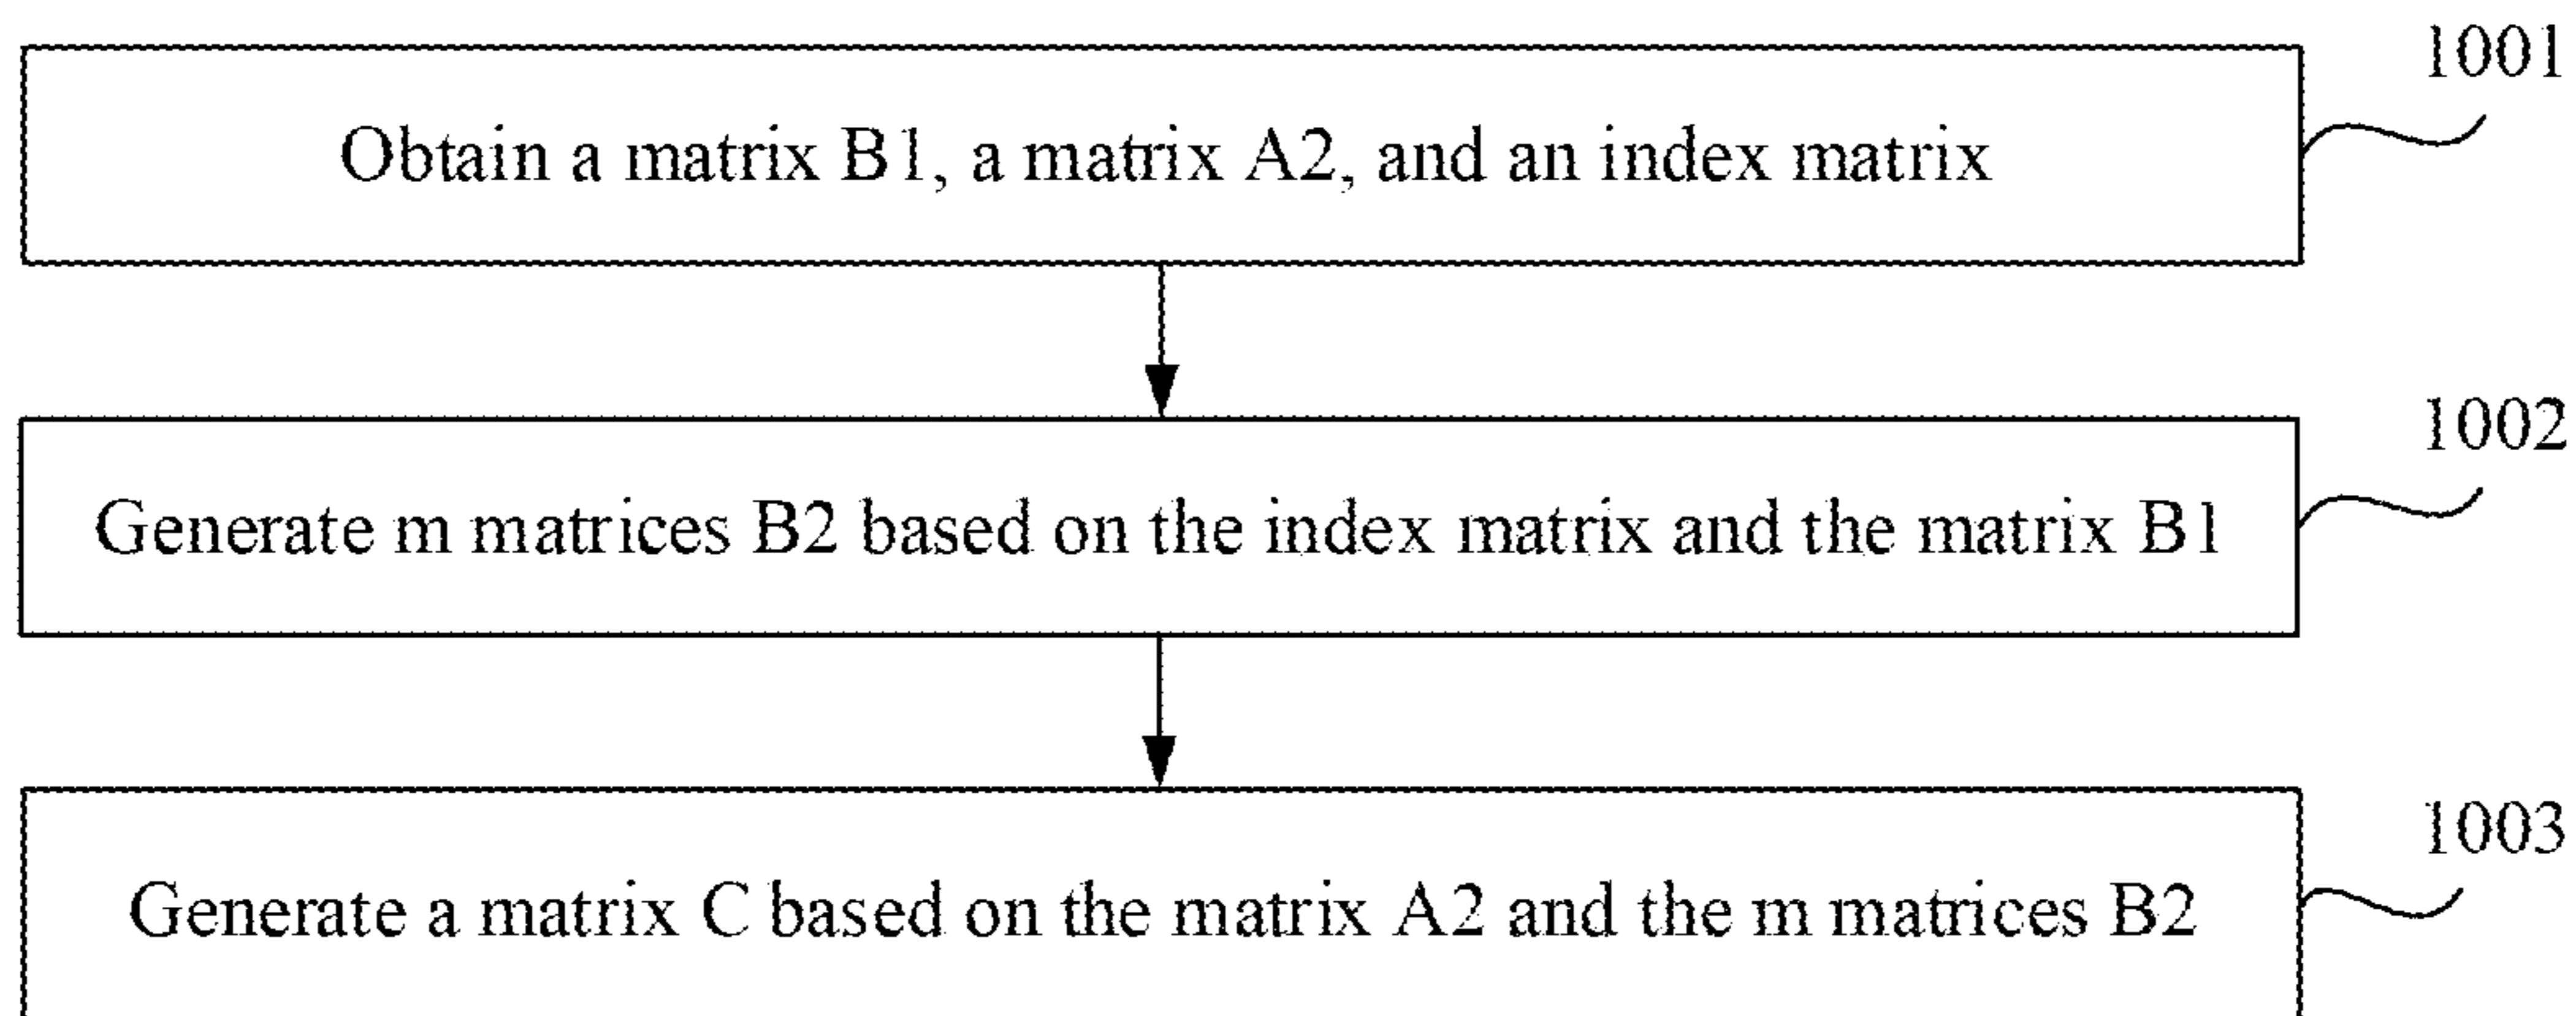 1001
Obtain a matrix B1, a matrix A2, and an index matrix
1002
Generate m matrices B2 based on the index matrix and the matrix B1
1003
Generate a matrix C based on the matrix A2 and the m matrices B2